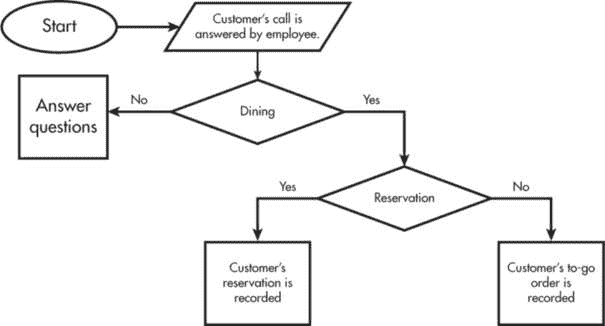 Start
Customer's call is
answered by employee.
Answer
questions
No
Dining
Yes
Yes
Reservation
No
Customer's
reservation is
recorded
Customer's to-go
order is
recorded